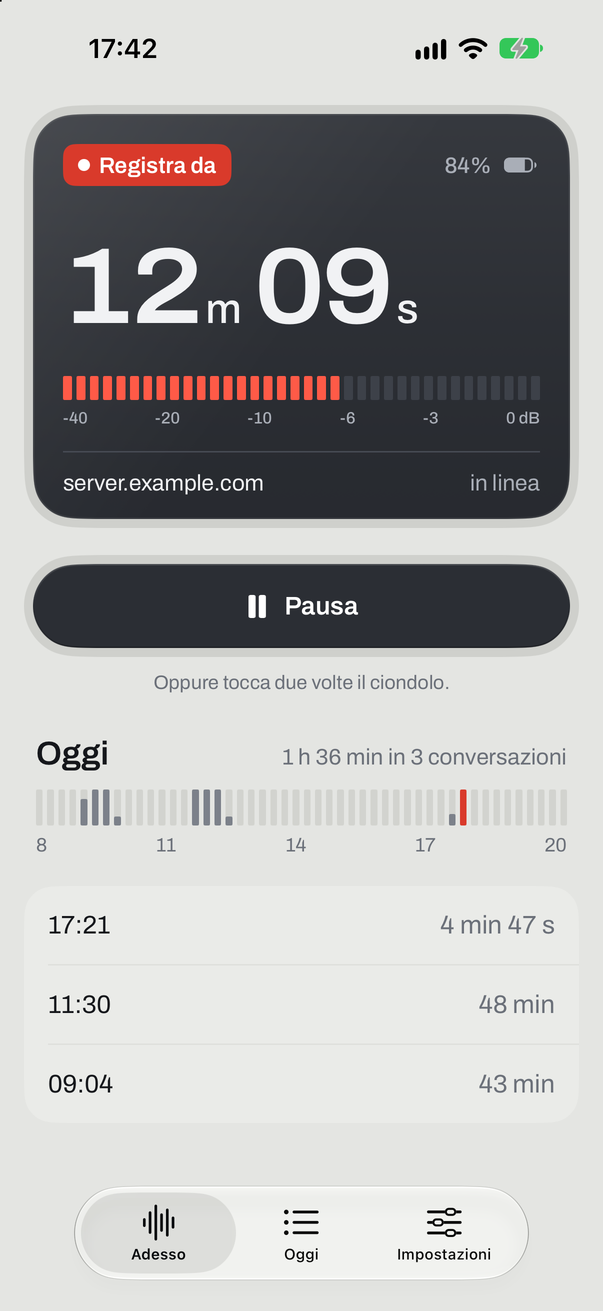 17:42
Registra da
84%
12 m 09 s
-40 -20 -10 -6 -3 0 dB
server.example.com in linea
Pausa
Oppure tocca due volte il ciondolo.
Oggi 1 h 36 min in 3 conversazioni
8 11 14 17 20
17:21 4 min 47 s
11:30 48 min
09:04 43 min
Adesso Oggi Impostazioni